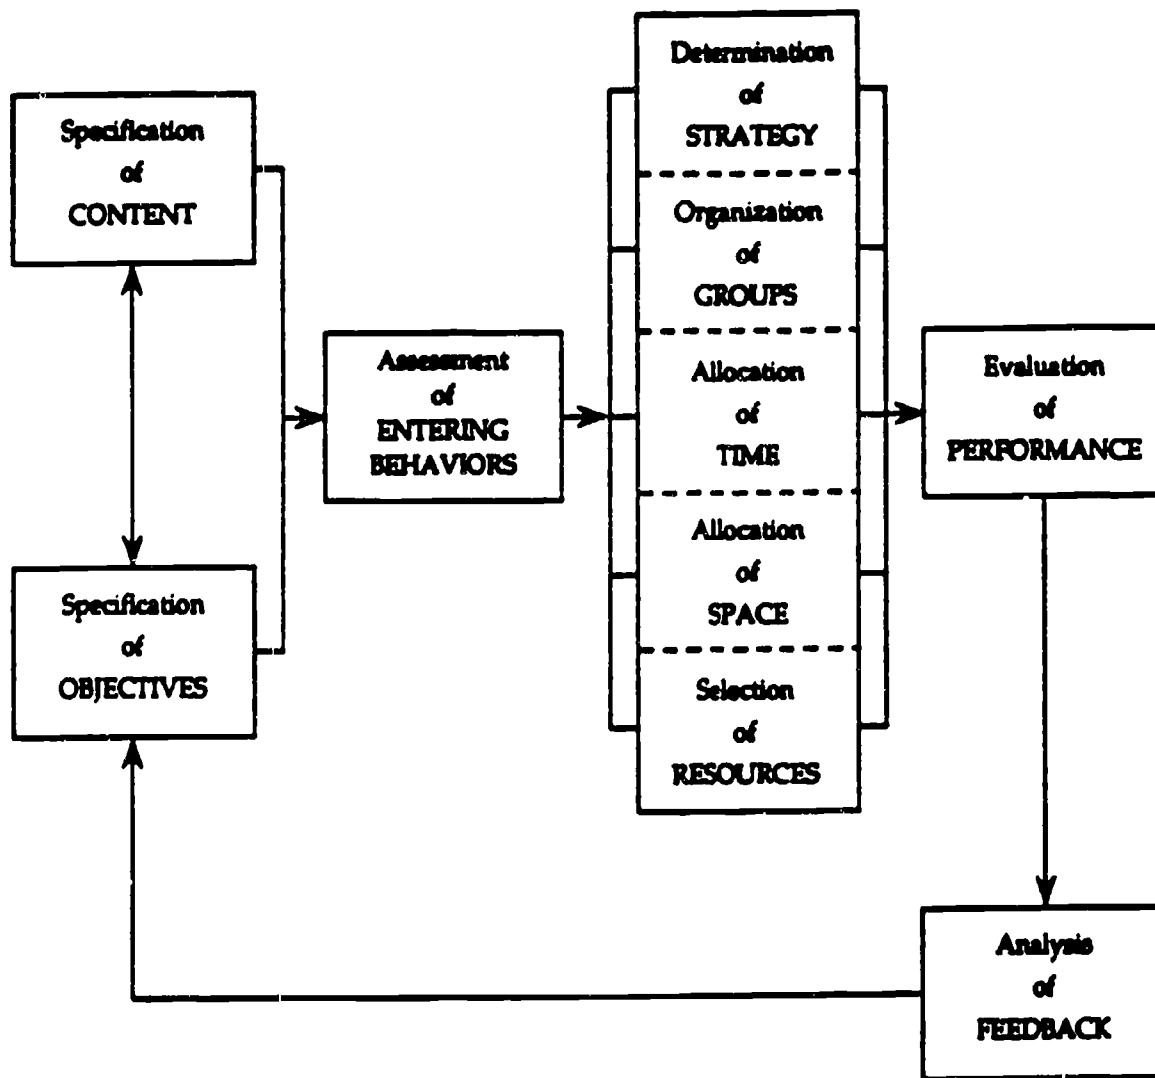 Specification
of
CONTENT
Specification
of
OBJECTIVES
Assessment
of
ENTERING
BEHAVIORS
Determination
of
STRATEGY
Organization
of
GROUPS
Allocation
of
TIME
Allocation
of
SPACE
Selection
of
RESOURCES
Evaluation
of
PERFORMANCE
Analysis
of
FEEDBACK